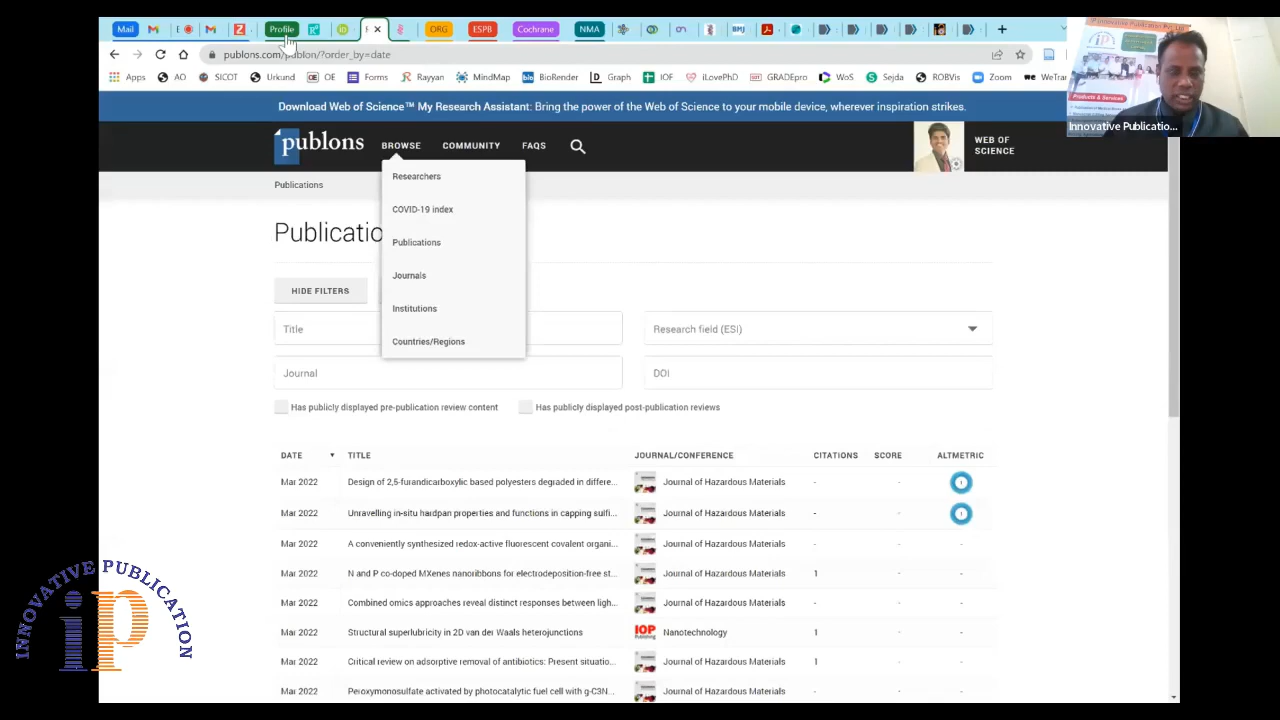 Mail Profile ORG ESPB Cochrane NMA
publons.com/publon/?order_by=date
Apps AO SICOT Urkund OE Forms Rayyan MindMap BioRender Graph IOF iLovePhD GRADEpro WoS Sejda ROBVis Zoom WeTra
Products & Services
Innovative Publicatio...
Download Web of Science™ My Research Assistant: Bring the power of the Web of Science to your mobile device, wherever inspiration strikes.
publons BROWSE COMMUNITY FAQS WEB OF SCIENCE
Researchers
COVID-19 index
Publications
Journals
Institutions
Countries/Regions
Publications
Publicatio
HIDE FILTERS
Title Research field (ESI)
Journal DOI
Has publicly displayed pre-publication review content Has publicly displayed post-publication reviews
DATE TITLE JOURNAL/CONFERENCE CITATIONS SCORE ALTMETRIC
Mar 2022 Design of 2,5-furandicarboxylic based polyesters degraded in differe... Journal of Hazardous Materials - - 1
Mar 2022 Unravelling in-situ hardpan properties and functions in capping sulfi... Journal of Hazardous Materials - - 1
Mar 2022 A conveniently synthesized redox-active fluorescent covalent organi... Journal of Hazardous Materials - - -
Mar 2022 N and P co-doped MXenes nanoribbons for electrodeposition-free st... Journal of Hazardous Materials 1 - -
Mar 2022 Combined omics approaches reveal distinct responses between ligh... Journal of Hazardous Materials - - -
Mar 2022 Structural superlubricity in 2D van der Waals heterojunctions IOP Publishing Nanotechnology 1 - -
Mar 2022 Critical review on adsorptive removal of antibiotics: Present situatio... Journal of Hazardous Materials 1 - -
Mar 2022 Peroxymonosulfate activated by photocatalytic fuel cell with g-C3N... Journal of Hazardous Materials - - -
INNOVATIVE PUBLICATION
ip